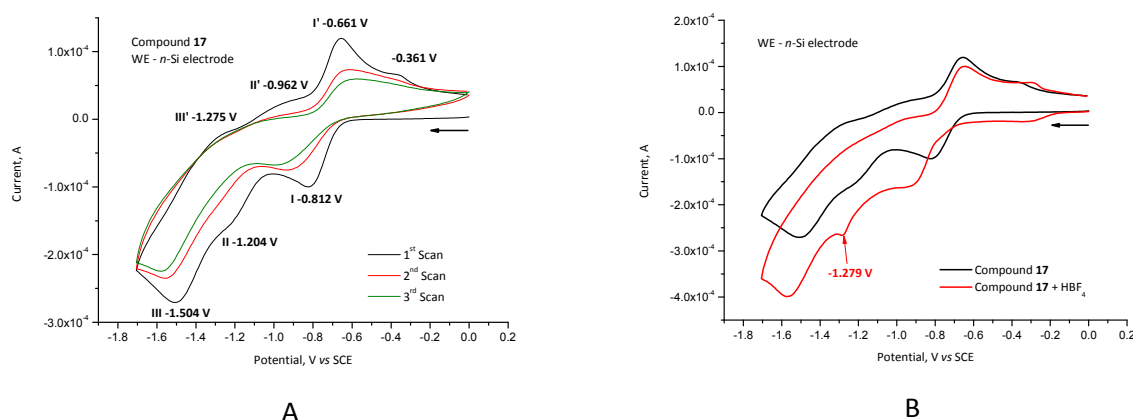 Compound 17
WE - n-Si electrode
I' -0.661 V
-0.361 V
II' -0.962 V
III' -1.275 V
I -0.812 V
II -1.204 V
III -1.504 V
1st Scan
2nd Scan
3rd Scan
1.0x10-4
0.0
-1.0x10-4
-2.0x10-4
-3.0x10-4
Current, A
-1.8 -1.6 -1.4 -1.2 -1.0 -0.8 -0.6 -0.4 -0.2 0.0 0.2
Potential, V vs SCE
A
WE - n-Si electrode
2.0x10-4
1.0x10-4
0.0
-1.0x10-4
-2.0x10-4
-3.0x10-4
-4.0x10-4
Current, A
-1.279 V
Compound 17
Compound 17 + HBF4
-1.8 -1.6 -1.4 -1.2 -1.0 -0.8 -0.6 -0.4 -0.2 0.0 0.2
Potential, V vs SCE
B